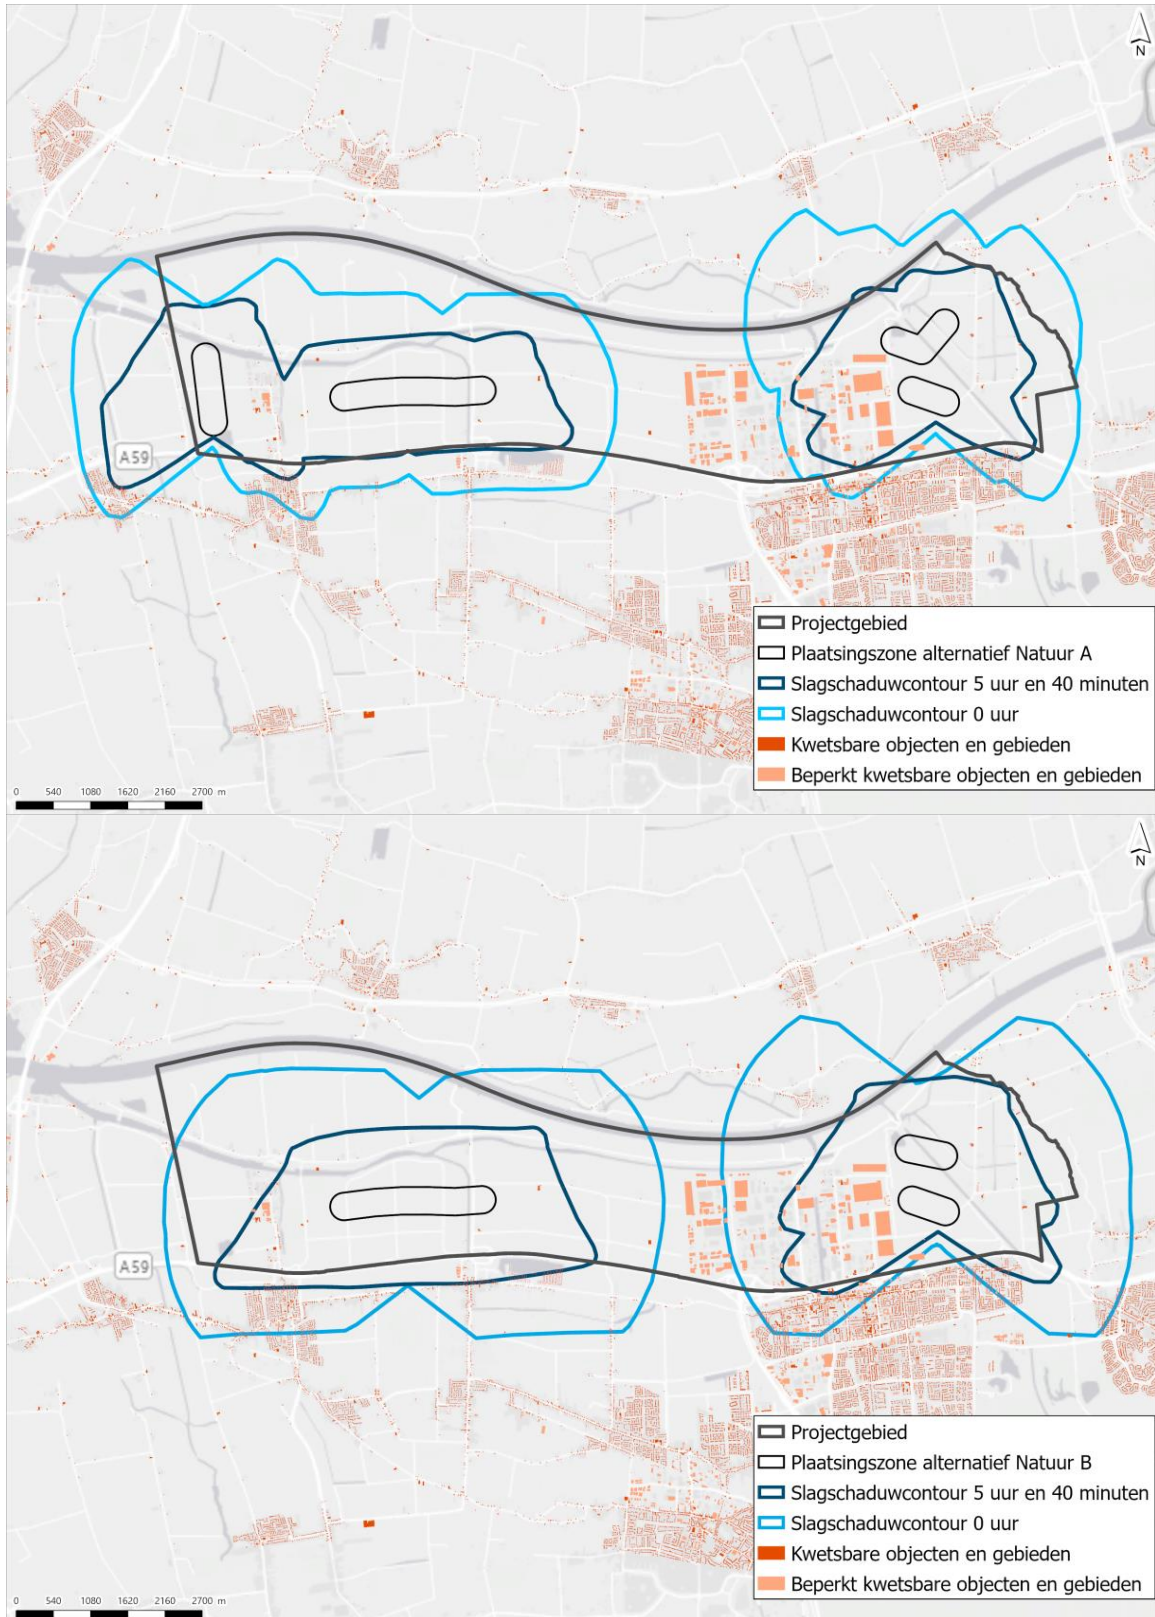 N
A59
Projectgebied
Plaatsingszone alternatief Natuur A
Slagschaduwcontour 5 uur en 40 minuten
Slagschaduwcontour 0 uur
Kwetsbare objecten en gebieden
Beperkt kwetsbare objecten en gebieden
0 540 1080 1620 2160 2700 m
N
A59
Projectgebied
Plaatsingszone alternatief Natuur B
Slagschaduwcontour 5 uur en 40 minuten
Slagschaduwcontour 0 uur
Kwetsbare objecten en gebieden
Beperkt kwetsbare objecten en gebieden
0 540 1080 1620 2160 2700 m